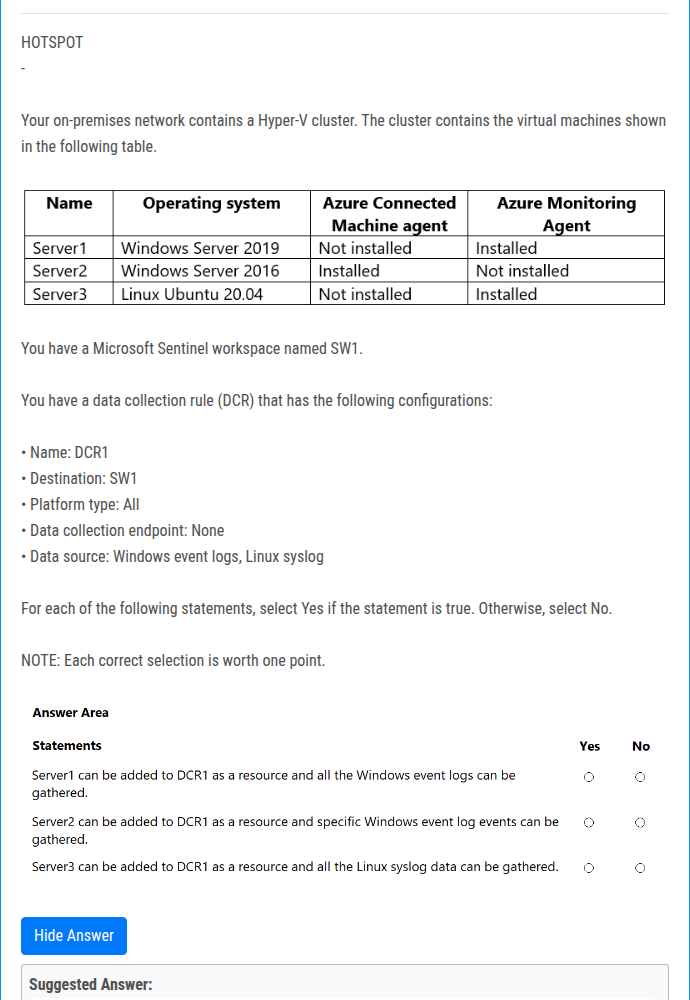 HOTSPOT
-
Your on-premises network contains a Hyper-V cluster. The cluster contains the virtual machines shown
in the following table.
Name Operating system Azure Connected Machine agent Azure Monitoring Agent
Server1 Windows Server 2019 Not installed Installed
Server2 Windows Server 2016 Installed Not installed
Server3 Linux Ubuntu 20.04 Not installed Installed
You have a Microsoft Sentinel workspace named SW1.
You have a data collection rule (DCR) that has the following configurations:
• Name: DCR1
• Destination: SW1
• Platform type: All
• Data collection endpoint: None
• Data source: Windows event logs, Linux syslog
For each of the following statements, select Yes if the statement is true. Otherwise, select No.
NOTE: Each correct selection is worth one point.
Answer Area
Statements Yes No
Server1 can be added to DCR1 as a resource and all the Windows event logs can be
gathered.
Server2 can be added to DCR1 as a resource and specific Windows event log events can be
gathered.
Server3 can be added to DCR1 as a resource and all the Linux syslog data can be gathered.
Hide Answer
Suggested Answer: